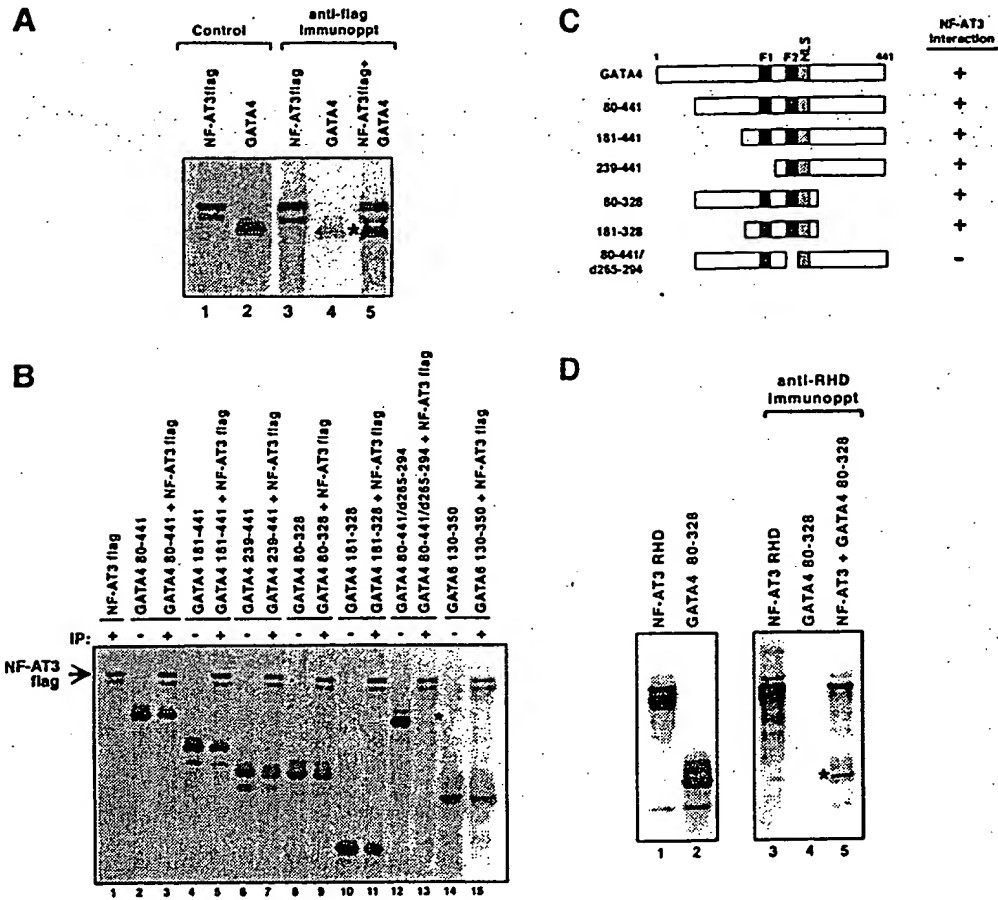 A
Control
anti-flag
Immunoppt
NF-AT3flag
GATA4
NF-AT3flag
GATA4
NF-AT3flag+
GATA4
*
1 2 3 4 5
C
NF-AT3
Interaction
1 F1 F2 NLS 441
GATA4 +
80-441 +
181-441 +
239-441 +
80-328 +
181-328 +
80-441/
d265-294 -
B
NF-AT3 flag
GATA4 80-41
GATA4 80-41 + NF-AT3 flag
GATA4 181-441
GATA4 181-441 + NF-AT3 flag
GATA4 239-441
GATA4 239-441 + NF-AT3 flag
GATA4 80-328
GATA4 80-328 + NF-AT3 flag
GATA4 181-328
GATA4 181-328 + NF-AT3 flag
GATA4 80-441/d265-294
GATA4 80-441/d265-294 + NF-AT3 flag
GATA6 130-350
GATA6 130-350 + NF-AT3 flag
IP: + - + - + - + - + - + - + - +
NF-AT3
flag
*
1 2 3 4 5 6 7 8 9 10 11 12 13 14 15
D
anti-RHD
Immunoppt
NF-AT3 RHD
GATA4 80-328
NF-AT3 RHD
GATA4 80-328
NF-AT3 + GATA4 80-328
*
1 2 3 4 5